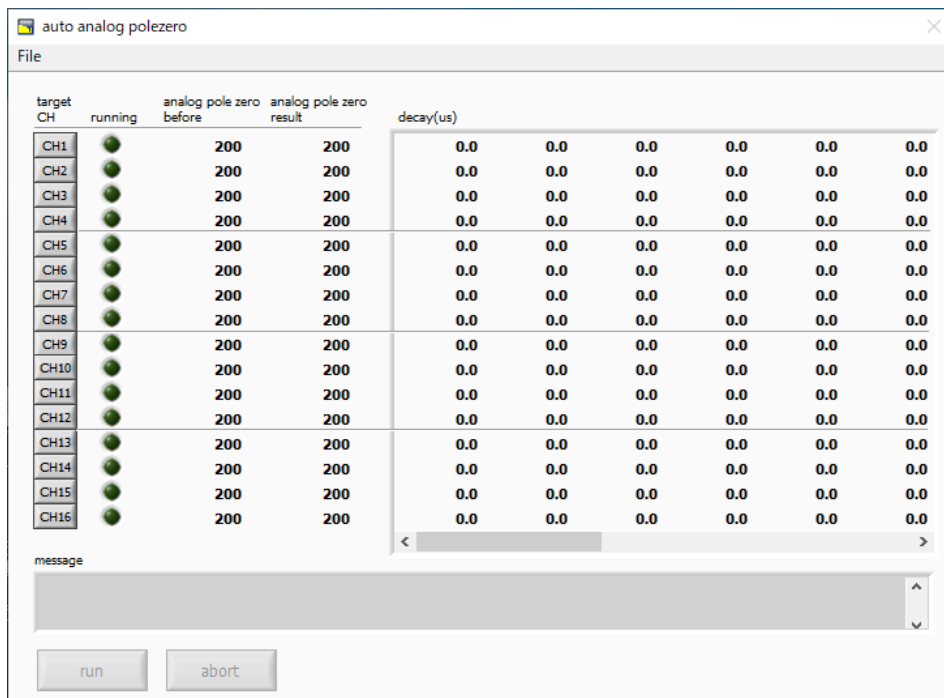 auto analog polezero
File
target CH running analog pole zero before analog pole zero result decay(us)
CH1 200 200 0.0 0.0 0.0 0.0 0.0 0.0
CH2 200 200 0.0 0.0 0.0 0.0 0.0 0.0
CH3 200 200 0.0 0.0 0.0 0.0 0.0 0.0
CH4 200 200 0.0 0.0 0.0 0.0 0.0 0.0
CH5 200 200 0.0 0.0 0.0 0.0 0.0 0.0
CH6 200 200 0.0 0.0 0.0 0.0 0.0 0.0
CH7 200 200 0.0 0.0 0.0 0.0 0.0 0.0
CH8 200 200 0.0 0.0 0.0 0.0 0.0 0.0
CH9 200 200 0.0 0.0 0.0 0.0 0.0 0.0
CH10 200 200 0.0 0.0 0.0 0.0 0.0 0.0
CH11 200 200 0.0 0.0 0.0 0.0 0.0 0.0
CH12 200 200 0.0 0.0 0.0 0.0 0.0 0.0
CH13 200 200 0.0 0.0 0.0 0.0 0.0 0.0
CH14 200 200 0.0 0.0 0.0 0.0 0.0 0.0
CH15 200 200 0.0 0.0 0.0 0.0 0.0 0.0
CH16 200 200 0.0 0.0 0.0 0.0 0.0 0.0
message
run abort